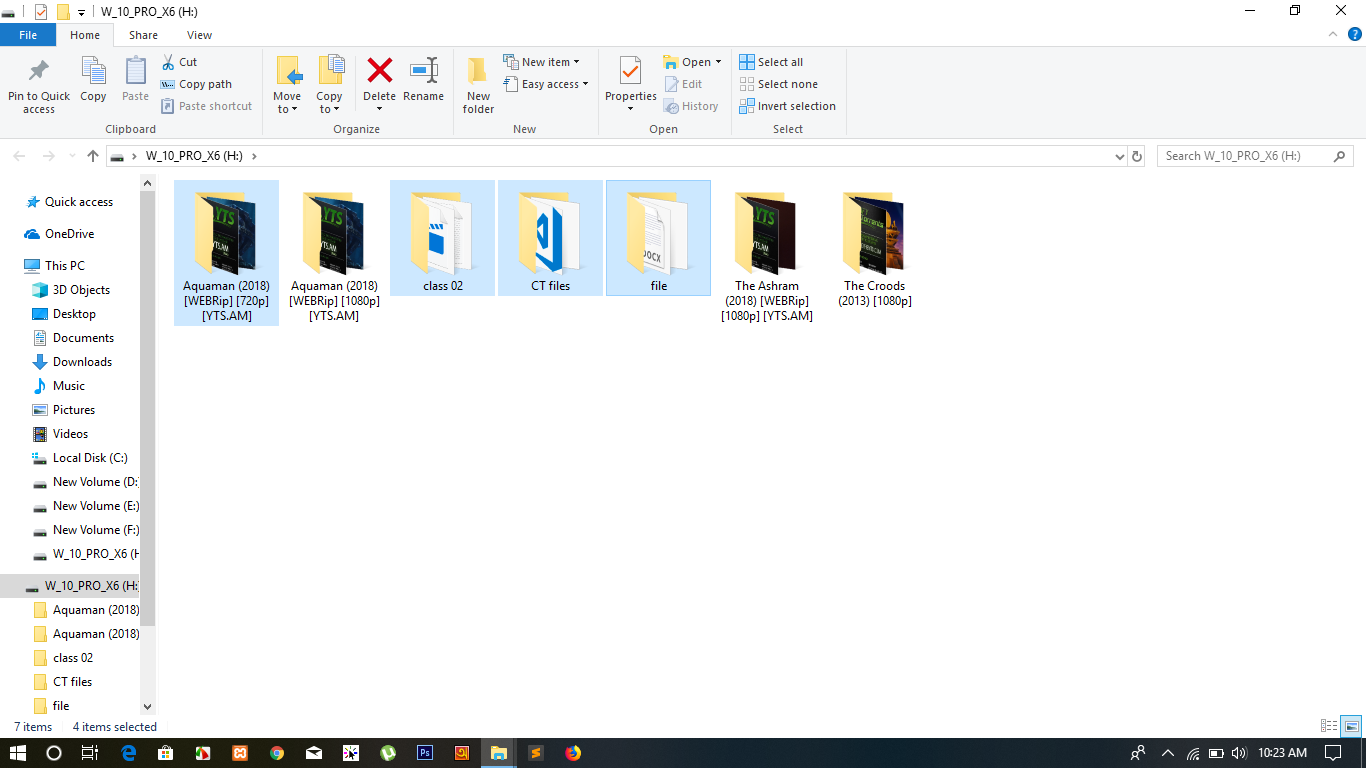 W_10_PRO_X6 (H:)
File
Home
Share
View
Pin to Quick
access
Copy
Paste
Cut
Copy path
Paste shortcut
Clipboard
Move
to
Copy
to
Delete
Rename
Organize
New
folder
New item
Easy access
New
Properties
Open
Edit
History
Open
Select all
Select none
Invert selection
Select
W_10_PRO_X6 (H:)
Search W_10_PRO_X6 (H:)
Quick access
OneDrive
This PC
3D Objects
Desktop
Documents
Downloads
Music
Pictures
Videos
Local Disk (C:)
New Volume (D:
New Volume (E:)
New Volume (F:)
W_10_PRO_X6 (H
W_10_PRO_X6 (H:
Aquaman (2018)
Aquaman (2018)
class 02
CT files
file
Aquaman (2018)
[WEBRip] [720p]
[YTS.AM]
Aquaman (2018)
[WEBRip] [1080p]
[YTS.AM]
class 02
CT files
DOCX
file
The Ashram
(2018) [WEBRip]
[1080p] [YTS.AM]
The Croods
(2013) [1080p]
7 items
4 items selected
Ps
10:23 AM